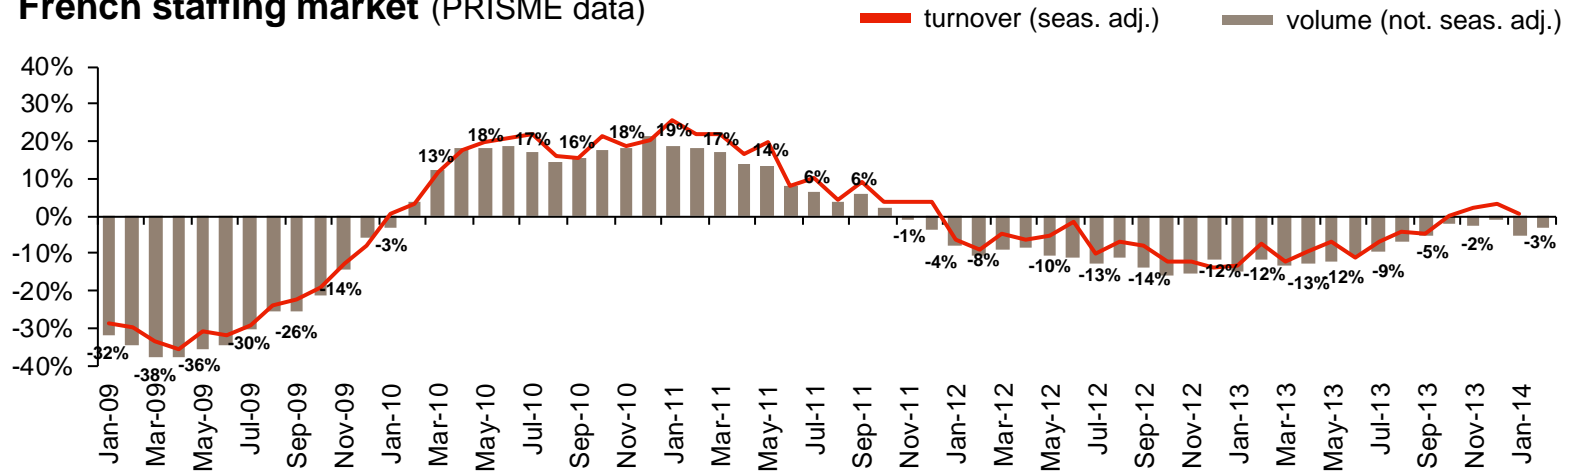 French staffing market (PRISME data)
turnover (seas. adj.)
volume (not. seas. adj.)
40%
30%
20%
10%
0%
-10%
-20%
-30%
-40%
-32%
-38%
-36%
-30%
-26%
-14%
-3%
13%
18%
17%
16%
18%
19%
17%
14%
6%
6%
-1%
-4%
-8%
-10%
-13%
-14%
-12%
-12%
-13%
-12%
-9%
-5%
-2%
-3%
Jan-09
Mar-09
May-09
Jul-09
Sep-09
Nov-09
Jan-10
Mar-10
May-10
Jul-10
Sep-10
Nov-10
Jan-11
Mar-11
May-11
Jul-11
Sep-11
Nov-11
Jan-12
Mar-12
May-12
Jul-12
Sep-12
Nov-12
Jan-13
Mar-13
May-13
Jul-13
Sep-13
Nov-13
Jan-14